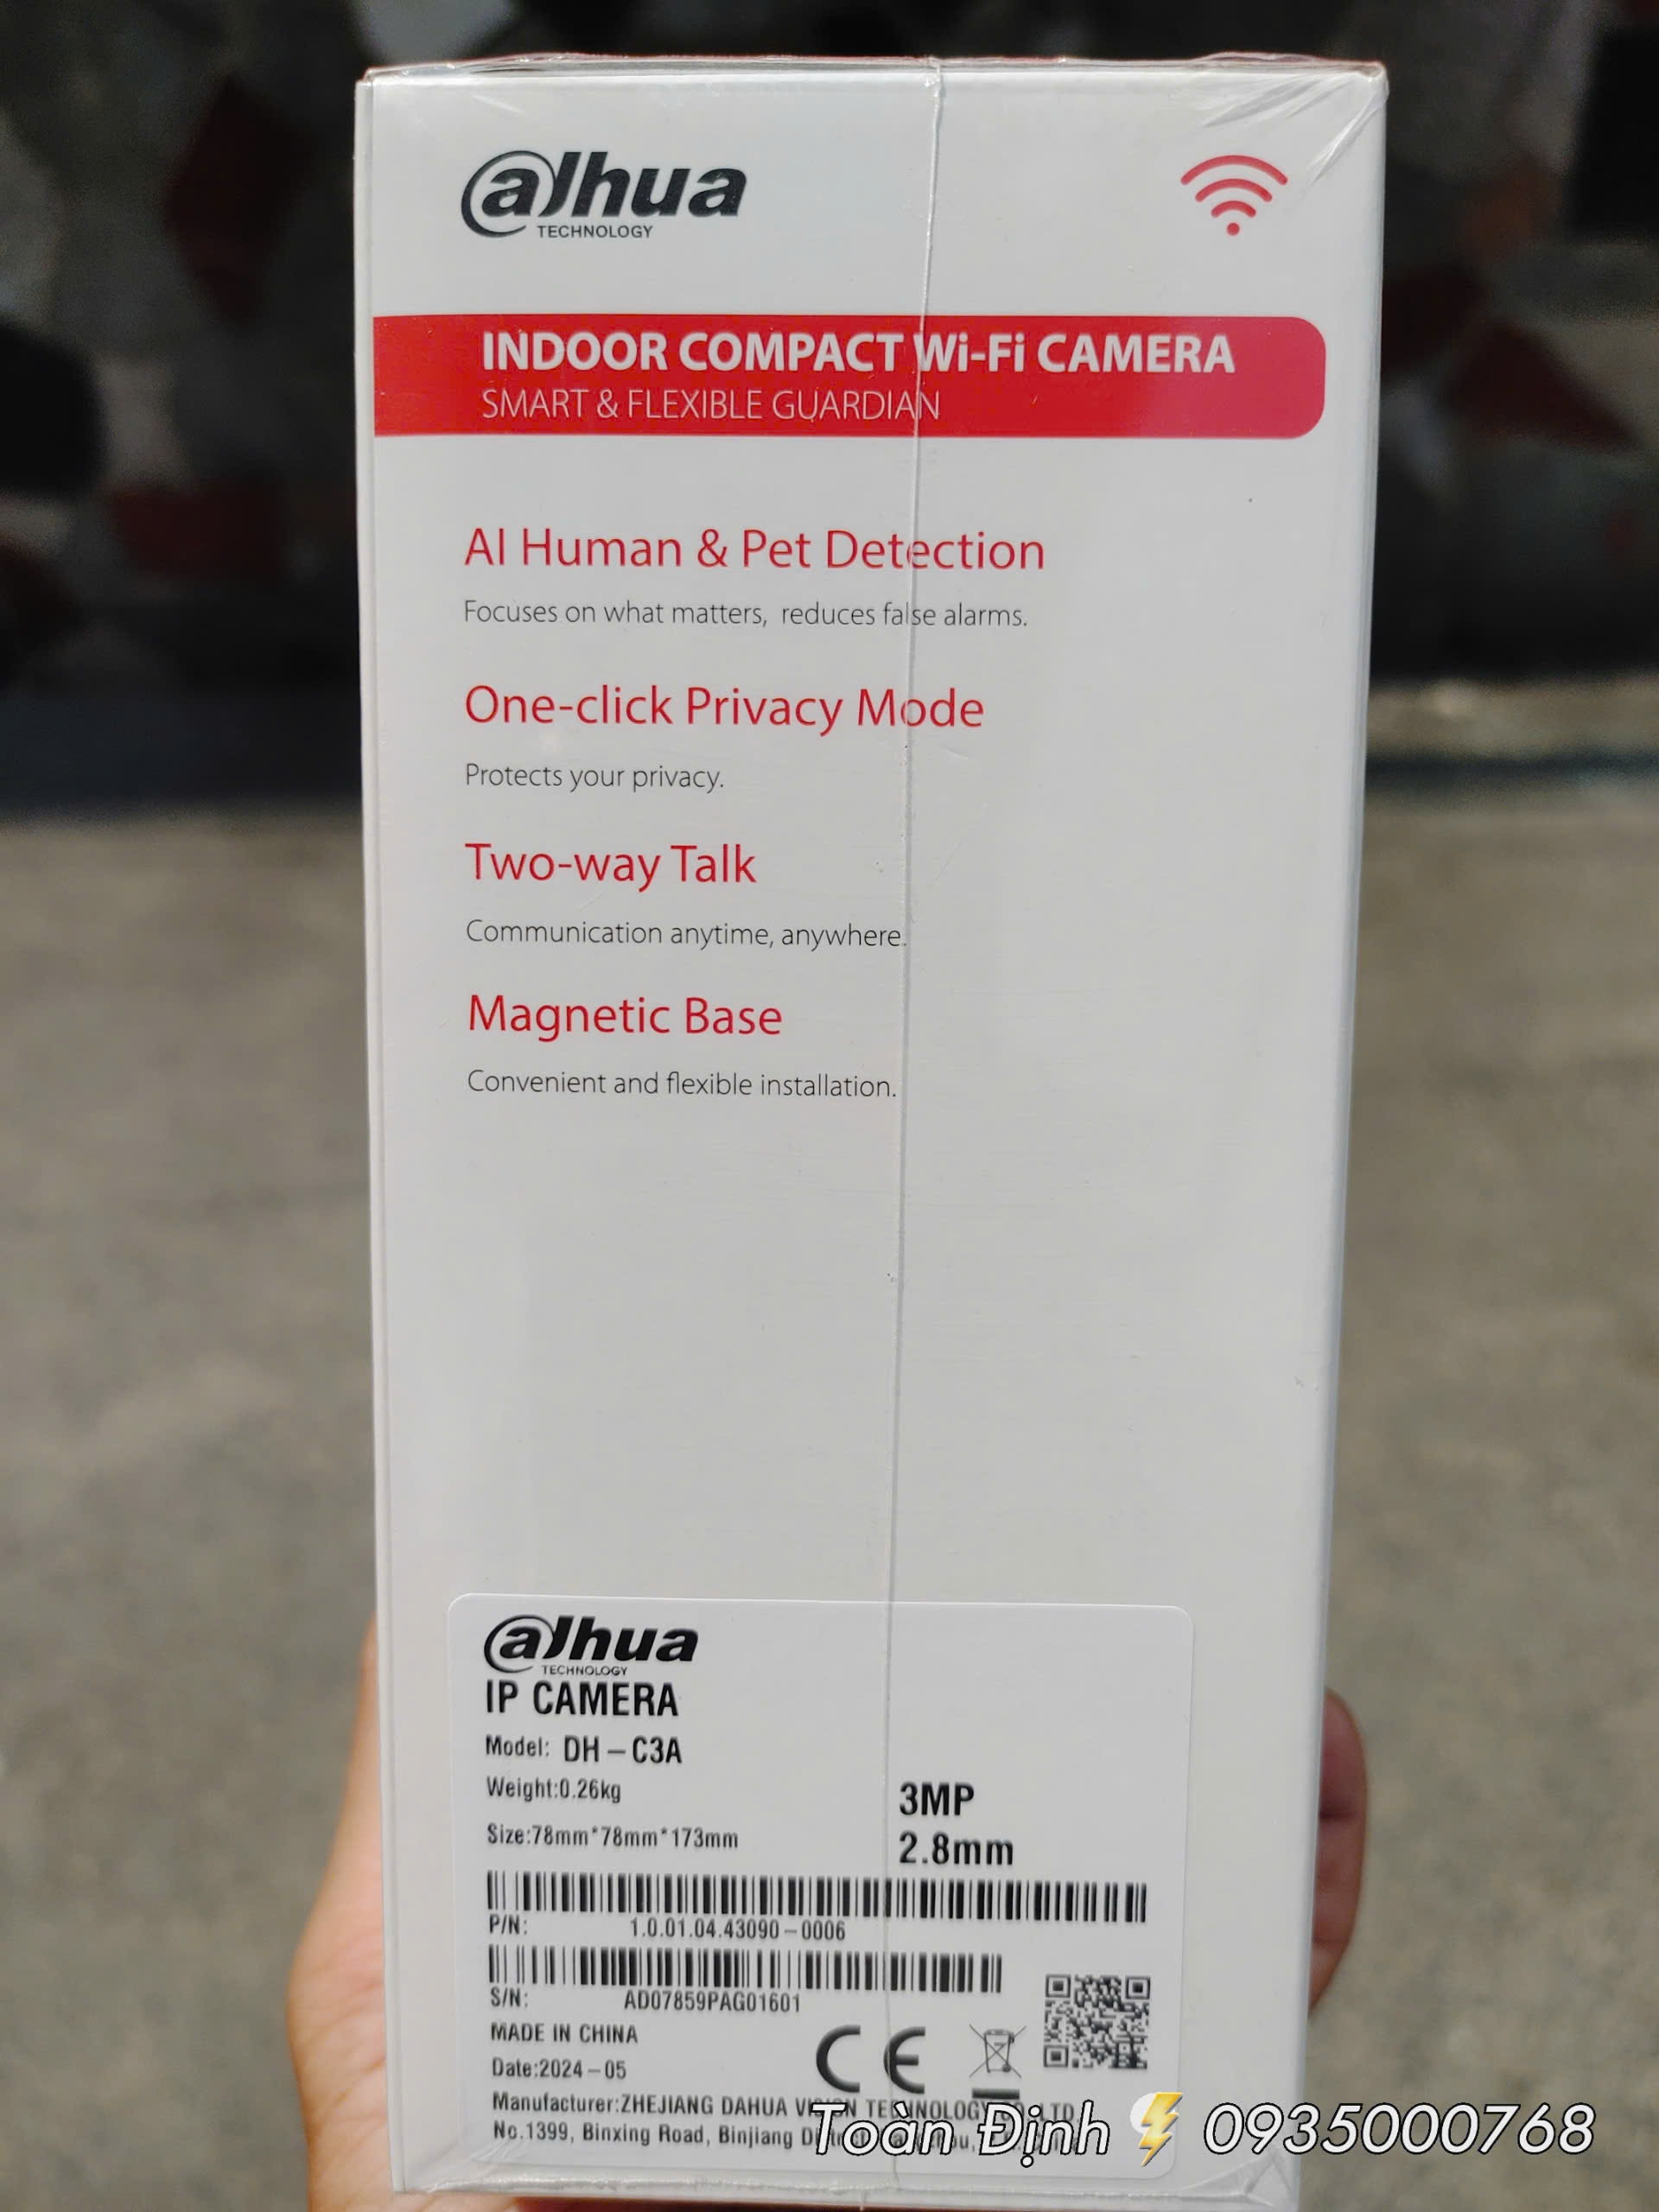 alhua
TECHNOLOGY
INDOOR COMPACT Wi-Fi CAMERA
SMART & FLEXIBLE GUARDIAN
AI Human & Pet Detection
Focuses on what matters, reduces false alarms.
One-click Privacy Mode
Protects your privacy.
Two-way Talk
Communication anytime, anywhere.
Magnetic Base
Convenient and flexible installation.
alhua
TECHNOLOGY
IP CAMERA
Model: DH-C3A
Weight:0.26kg
3MP
Size:78mm*78mm*173mm
2.8mm
P/N: 1.0.01.04.43090-0006
S/N: AD07859PAG01601
MADE IN CHINA
CE
Date:2024-05
Manufacturer:ZHEJIANG DAHUA LTD
No.1399, Binxing Road, Binjiang
Toàn Định⚡0935000768